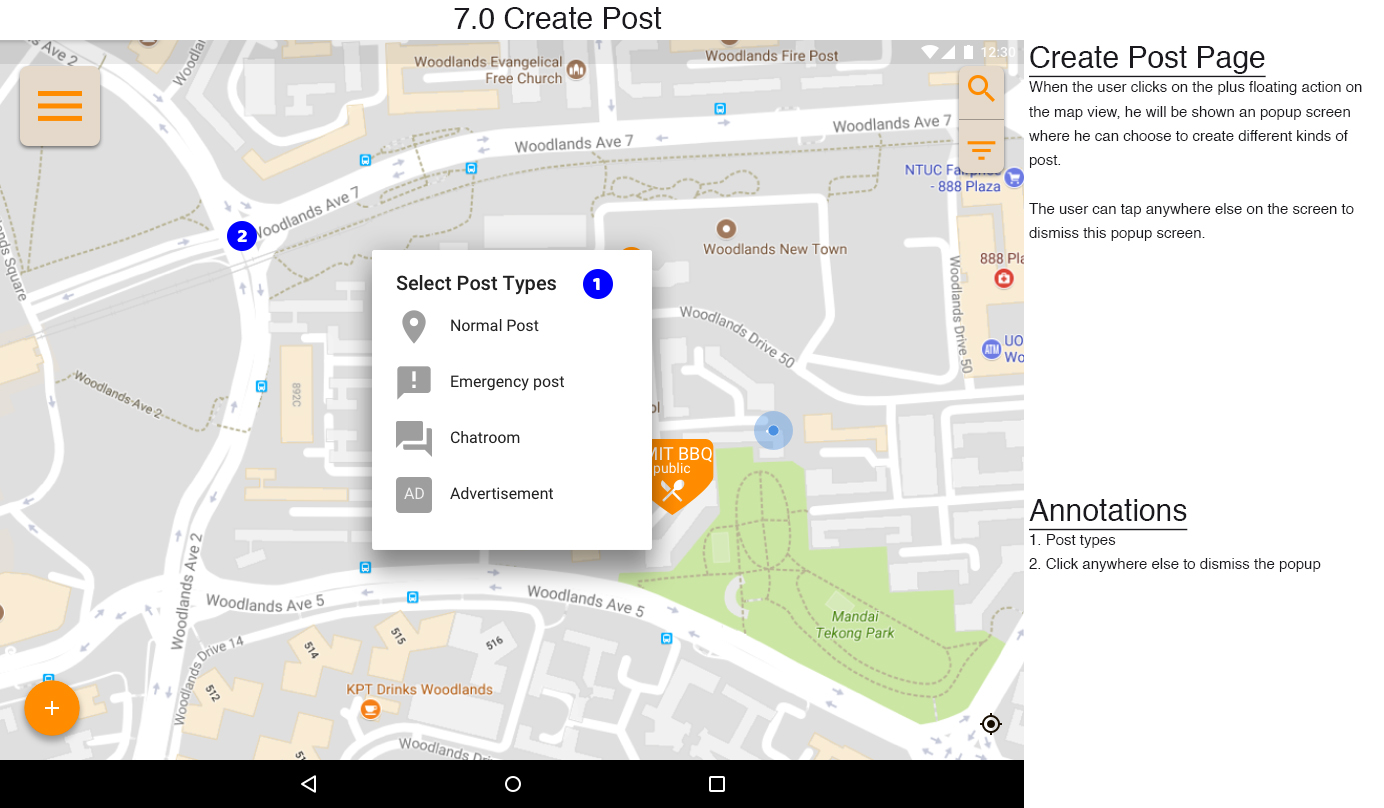 7.0 Create Post
Ave 2
Woodlands
Woodlands Evangelical
Free Church
Woodlands Fire Post
12:30
Woodlands Ave 7
Woodlands Ave 7
NTUC
- 888 Plaza
Woodlands Ave 7
2
Woodlands New Town
Woodlands Square
888 Pla
Select Post Types
1
Normal Post
Emergency post
Chatroom
AD
Advertisement
Woodlands Drive 50
Woodlands Drive 50
ATM
UO
Wo
892C
Woodlands Ave 2
ol
MIT BBQ
public
Woodlands Ave 2
Woodlands Ave 5
Woodlands Ave 5
Mandai
Tekong Park
514
515
516
Woodlands Drive 14
512
KPT Drinks Woodlands
51
Woodlands Dr
+
Create Post Page
When the user clicks on the plus floating action on
the map view, he will be shown an popup screen
where he can choose to create different kinds of
post.
The user can tap anywhere else on the screen to
dismiss this popup screen.
Annotations
1. Post types
2. Click anywhere else to dismiss the popup